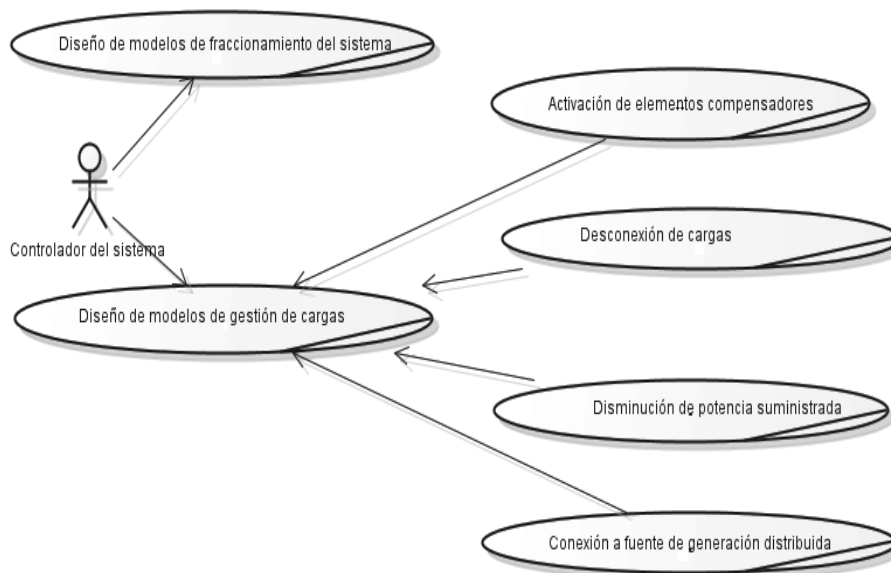 Diseño de modelos de fraccionamiento del sistema
Activación de elementos compensadores
Controlador del sistema
Desconexión de cargas
Diseño de modelos de gestión de cargas
Disminución de potencia suministrada
Conexión a fuente de generación distribuida